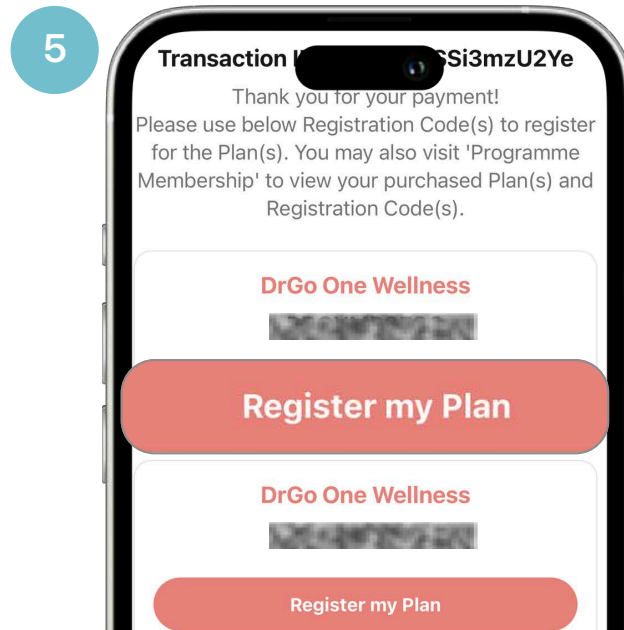 5
Transaction SSi3mzU2Ye
Thank you for your payment!
Please use below Registration Code(s) to register
for the Plan(s). You may also visit 'Programme
Membership' to view your purchased Plan(s) and
Registration Code(s).
DrGo One Wellness
Register my Plan
DrGo One Wellness
Register my Plan